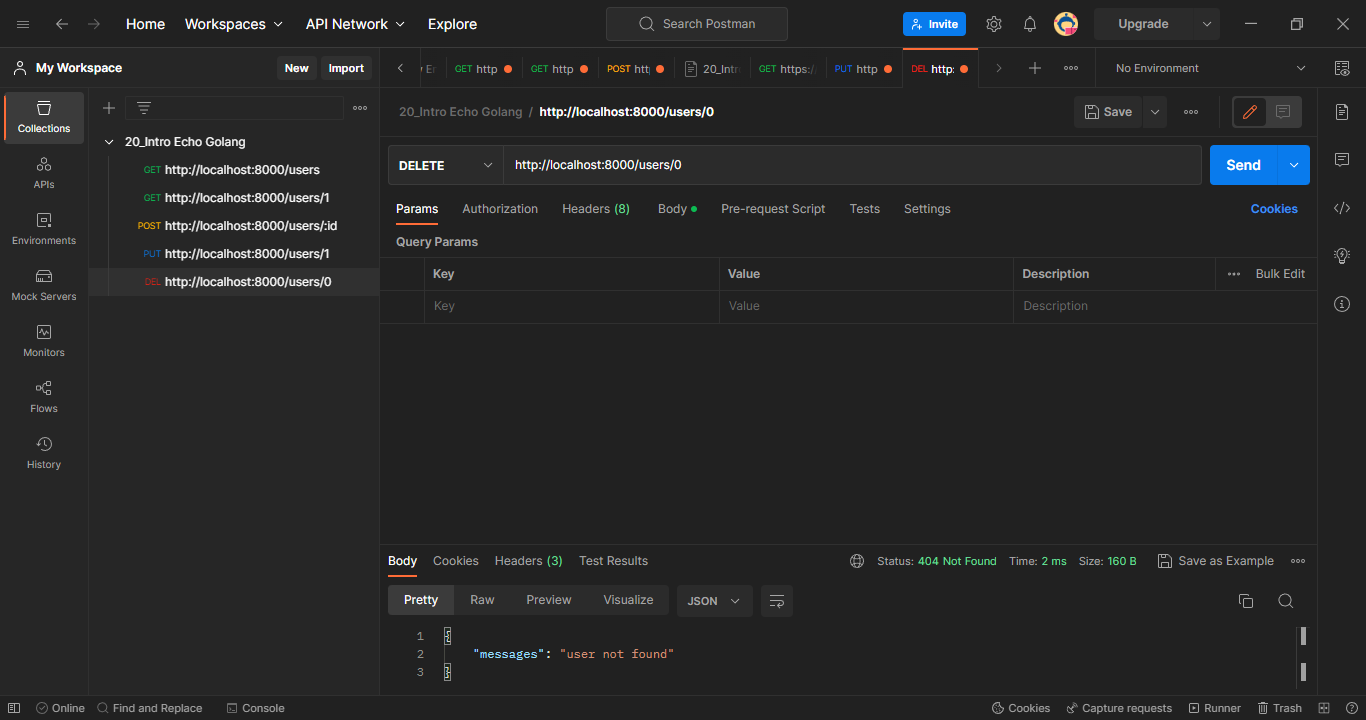 Home Workspaces API Network Explore Search Postman Invite Upgrade
My Workspace New Import GET http GET http POST htt 20_Intr GET https:/ PUT http DEL http: No Environment
Collections
APIs
Environments
Mock Servers
Monitors
Flows
History
20_Intro Echo Golang
GET http://localhost:8000/users
GET http://localhost:8000/users/1
POST http://localhost:8000/users/:id
PUT http://localhost:8000/users/1
DEL http://localhost:8000/users/0
20_Intro Echo Golang / http://localhost:8000/users/0 Save
DELETE http://localhost:8000/users/0 Send
Params Authorization Headers (8) Body Pre-request Script Tests Settings Cookies
Query Params
Key Value Description Bulk Edit
Key Value Description
Body Cookies Headers (3) Test Results Status: 404 Not Found Time: 2 ms Size: 160 B Save as Example
Pretty Raw Preview Visualize JSON
1 {
2 "messages": "user not found"
3 }
Online Find and Replace Console Cookies Capture requests Runner Trash